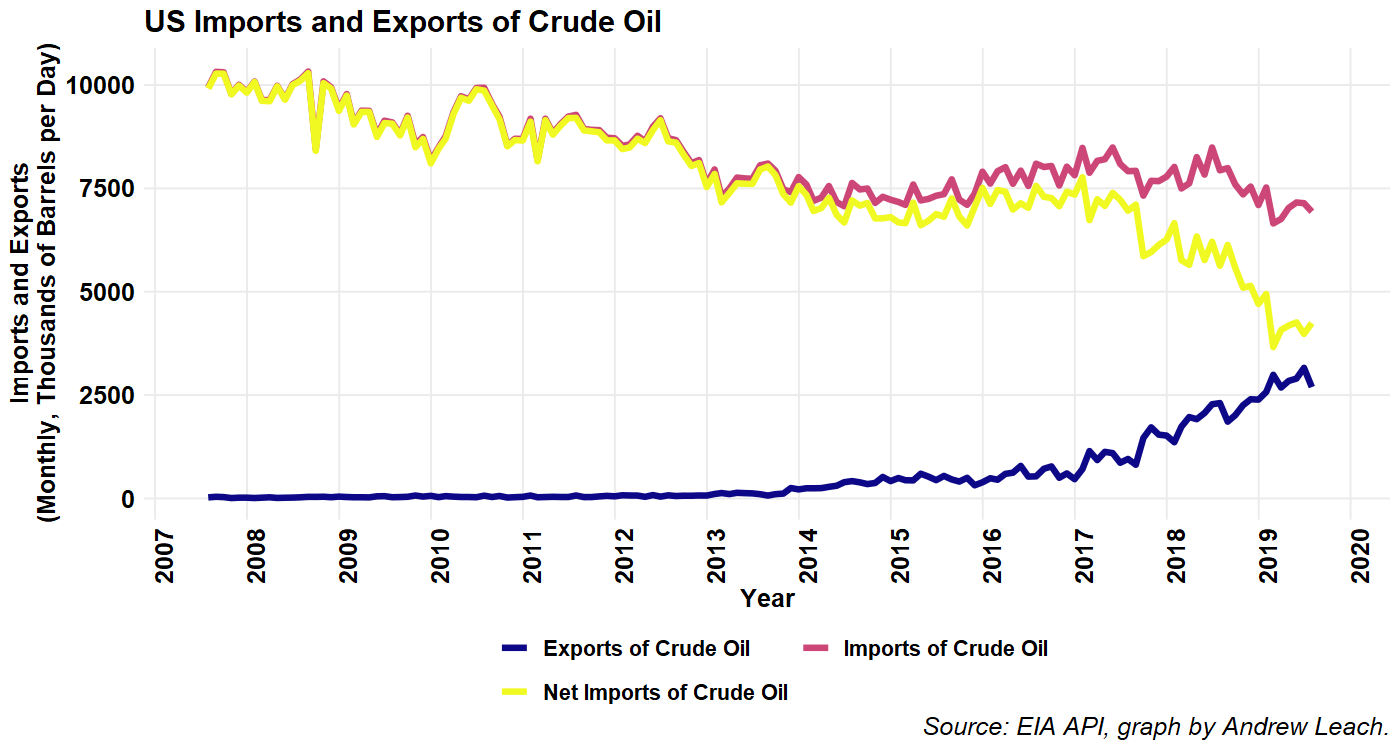 US Imports and Exports of Crude Oil
Imports and Exports
(Monthly, Thousands of Barrels per Day)
10000
7500
5000
2500
0
2007
2008
2009
2010
2011
2012
2013
2014
2015
2016
2017
2018
2019
2020
Year
Exports of Crude Oil
Imports of Crude Oil
Net Imports of Crude Oil
Source: EIA API, graph by Andrew Leach.